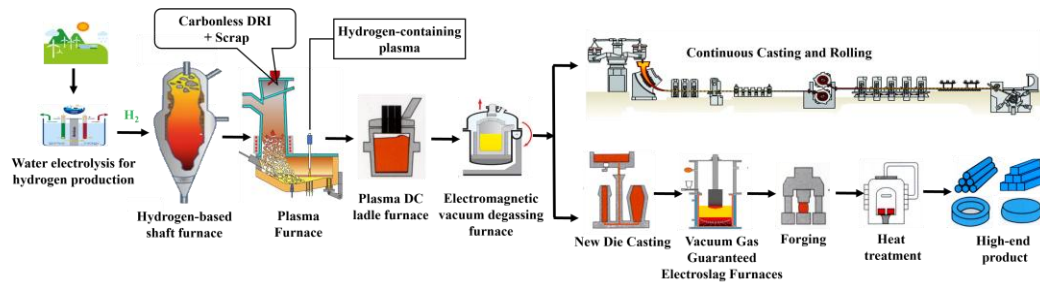 Carbonless DRI
+ Scrap
Hydrogen-containing
plasma
Continuous Casting and Rolling
H₂
Water electrolysis for
hydrogen production
Hydrogen-based
shaft furnace
Plasma
Furnace
Plasma DC
ladle furnace
Electromagnetic
vacuum degassing
furnace
New Die Casting
Vacuum Gas
Guaranteed
Electroslag Furnaces
Forging
Heat
treatment
High-end
product